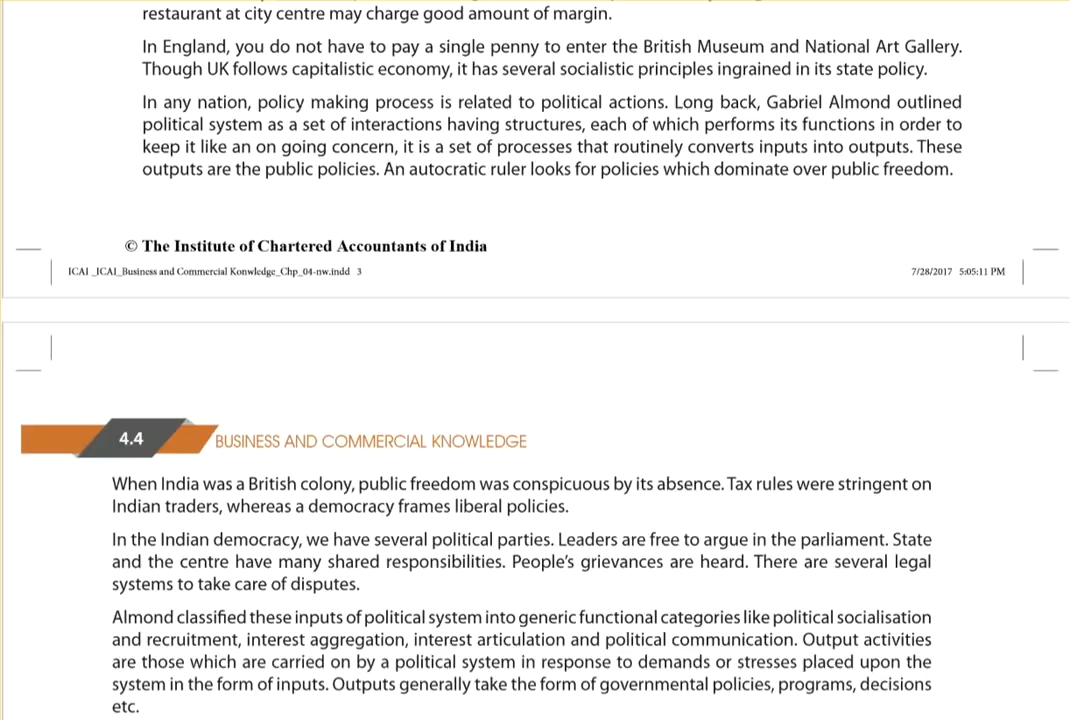 restaurant at city centre may charge good amount of margin.
In England, you do not have to pay a single penny to enter the British Museum and National Art Gallery.
Though UK follows capitalistic economy, it has several socialistic principles ingrained in its state policy.
In any nation, policy making process is related to political actions. Long back, Gabriel Almond outlined
political system as a set of interactions having structures, each of which performs its functions in order to
keep it like an on going concern, it is a set of processes that routinely converts inputs into outputs. These
outputs are the public policies. An autocratic ruler looks for policies which dominate over public freedom.
© The Institute of Chartered Accountants of India
ICAI _ICAI_Business and Commercial Konwledge_Chp_04-nw.indd 3 7/28/2017 5:05:11 PM
4.4 BUSINESS AND COMMERCIAL KNOWLEDGE
When India was a British colony, public freedom was conspicuous by its absence. Tax rules were stringent on
Indian traders, whereas a democracy frames liberal policies.
In the Indian democracy, we have several political parties. Leaders are free to argue in the parliament. State
and the centre have many shared responsibilities. People's grievances are heard. There are several legal
systems to take care of disputes.
Almond classified these inputs of political system into generic functional categories like political socialisation
and recruitment, interest aggregation, interest articulation and political communication. Output activities
are those which are carried on by a political system in response to demands or stresses placed upon the
system in the form of inputs. Outputs generally take the form of governmental policies, programs, decisions
etc.